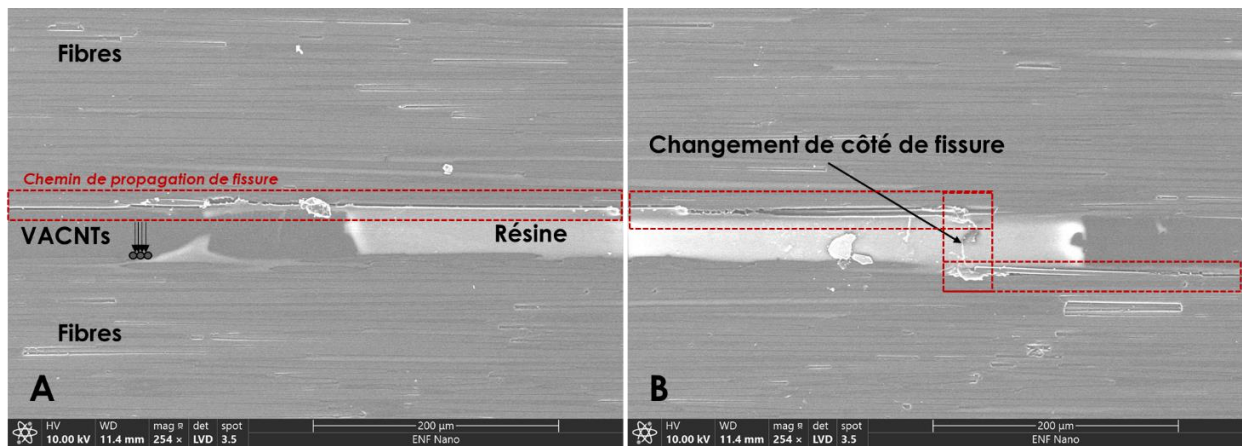 Fibres
Chemin de propagation de fissure
VACNTs
Résine
Fibres
A
HV WD mag det spot
10.00 kV 11.4 mm 254 × LVD 3.5
200 µm
ENF Nano
Changement de côté de fissure
B
HV WD mag det spot
10.00 kV 11.4 mm 254 × LVD 3.5
200 µm
ENF Nano